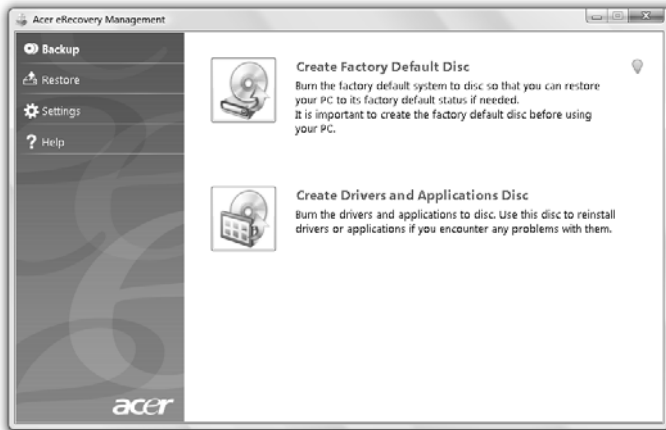 Acer eRecovery Management
Backup
Restore
Settings
Help
Create Factory Default Disc
Burn the factory default system to disc so that you can restore
your PC to its factory default status if needed.
It is important to create the factory default disc before using
your PC.
Create Drivers and Applications Disc
Burn the drivers and applications to disc. Use this disc to reinstall
drivers or applications if you encounter any problems with them.
acer